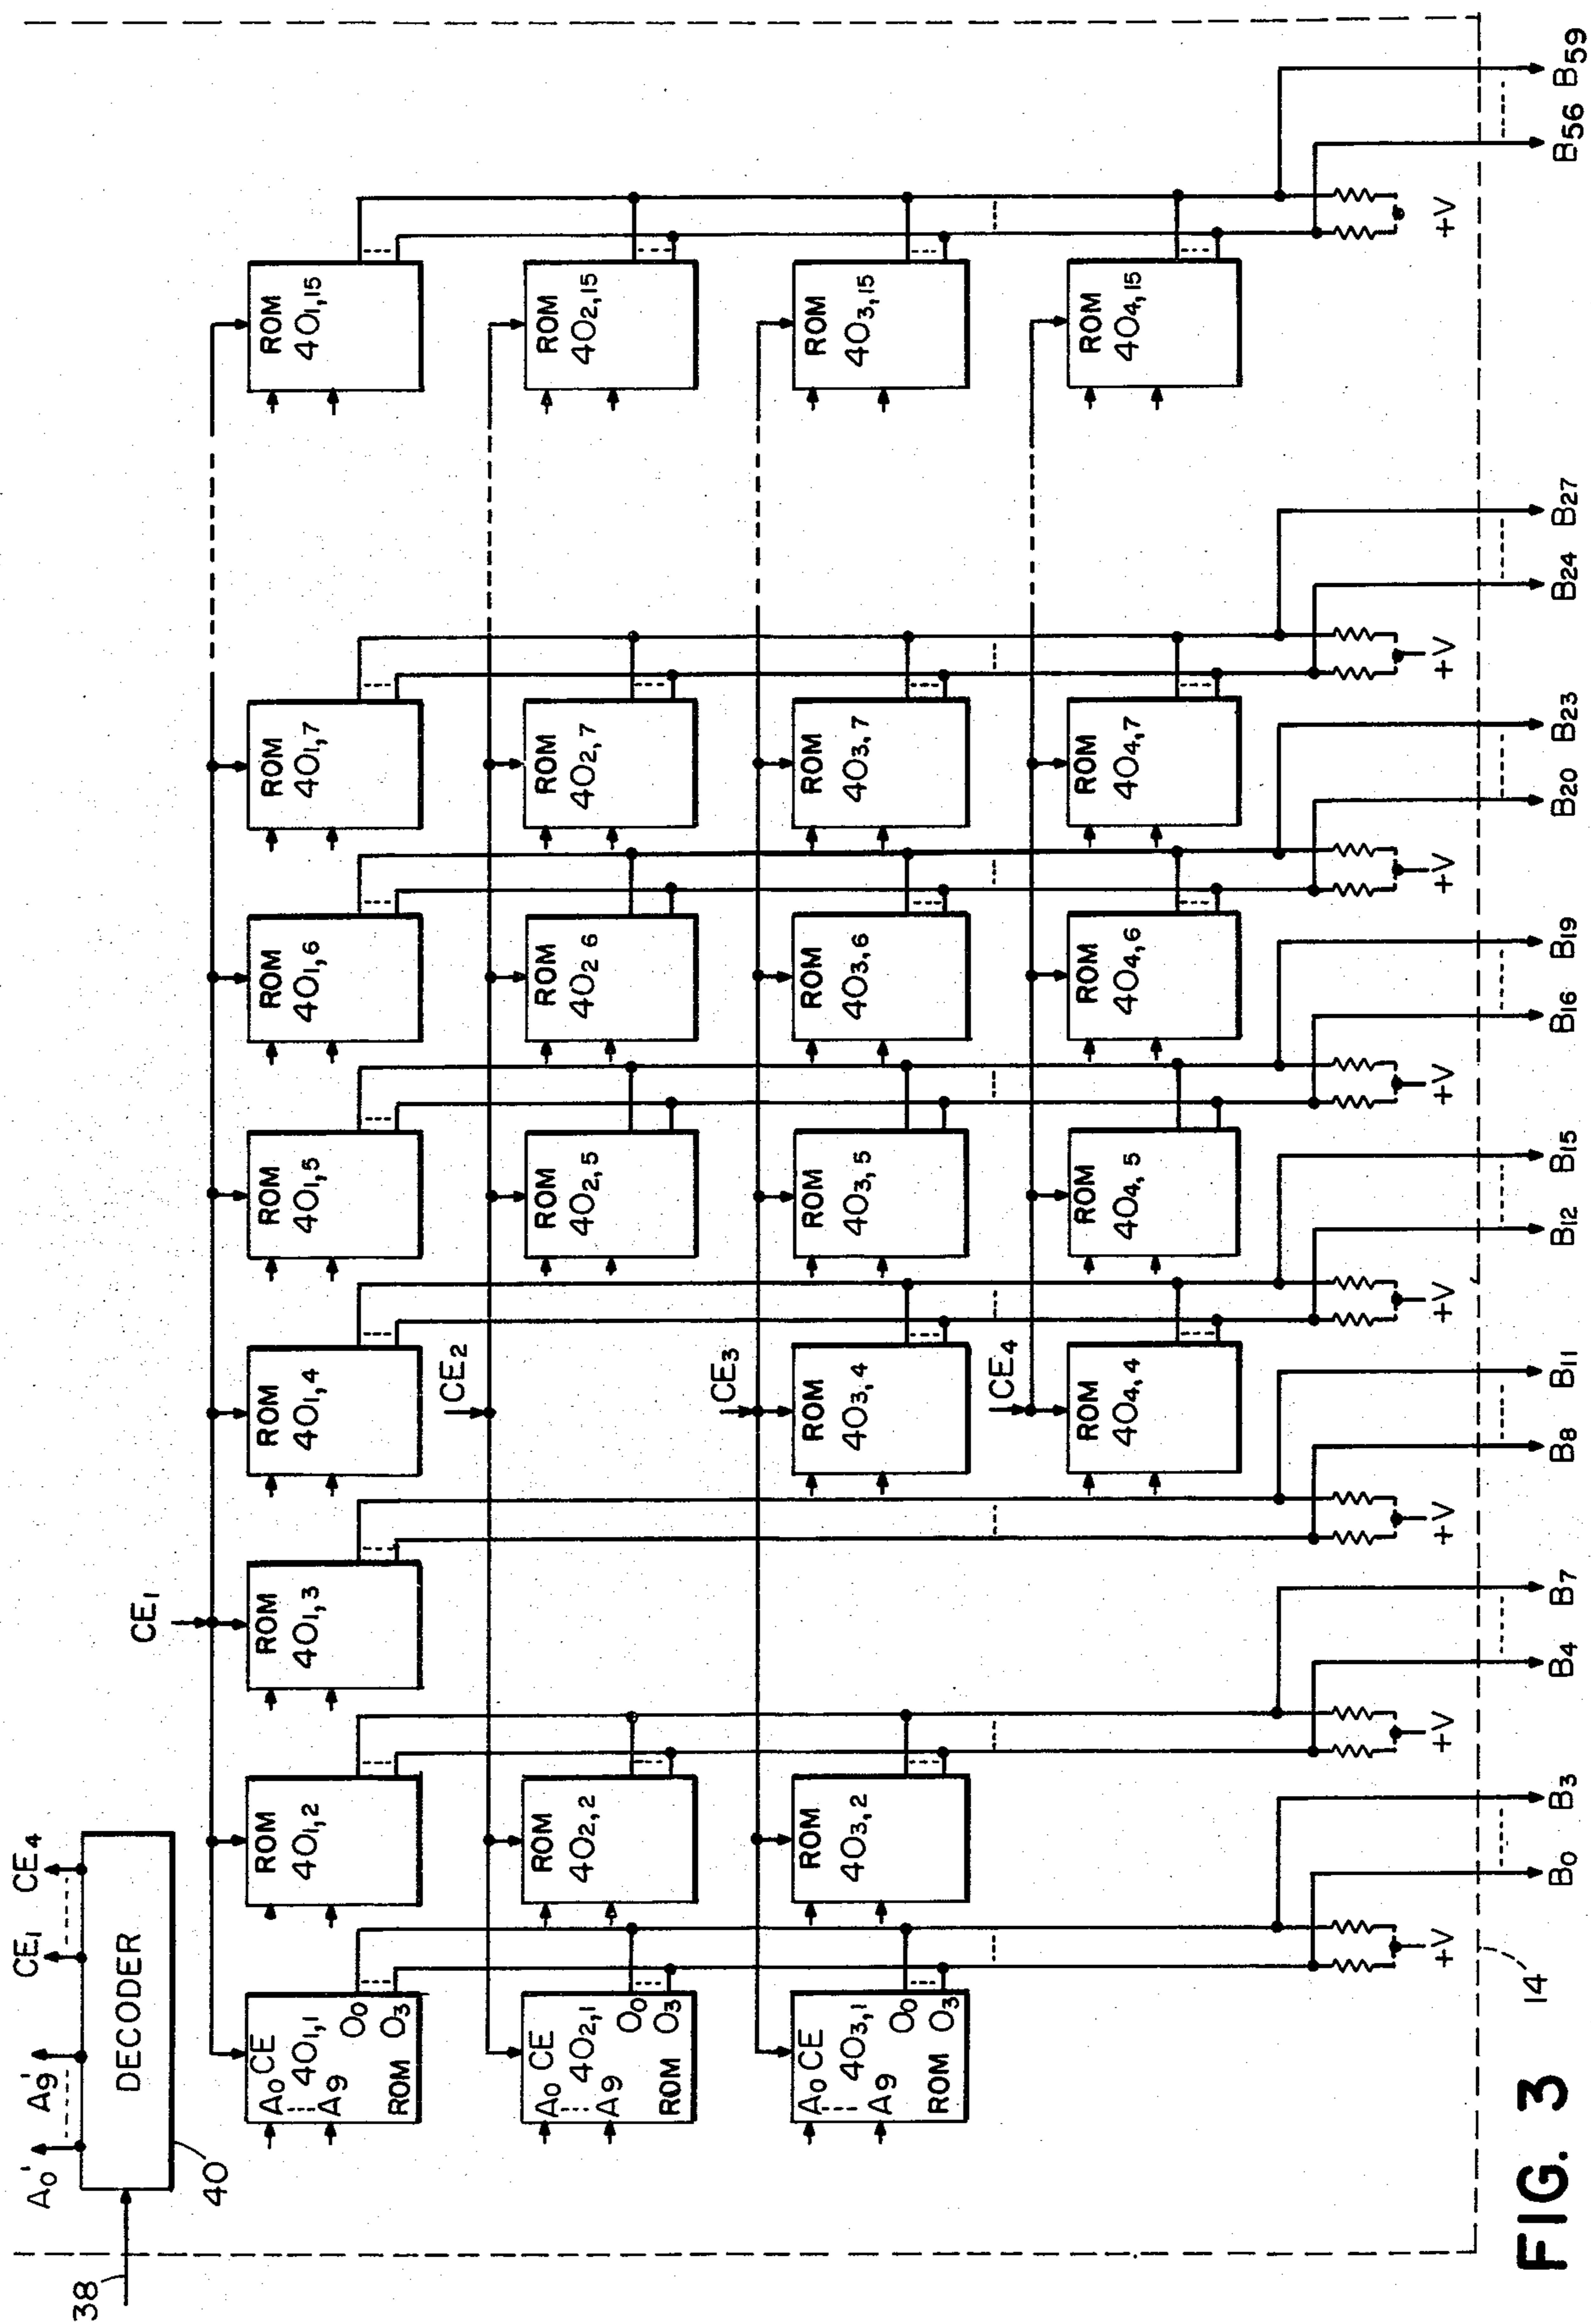 38
A₀' A₉' CE₁ CE₄
DECODER
40
CE₁
A₀ CE
A₉
40₁,₁
O₀
O₃
ROM
ROM
40₁,₂
ROM
40₁,₃
ROM
40₁,₄
ROM
40₁,₅
ROM
40₁,₆
ROM
40₁,₇
ROM
40₁,₁₅
CE₂
A₀ CE
A₉
40₂,₁
O₀
O₃
ROM
ROM
40₂,₂
ROM
40₂,₅
ROM
40₂ ₆
ROM
40₂,₇
ROM
40₂,₁₅
CE₃
A₀ CE
A₉
40₃,₁
O₀
O₃
ROM
ROM
40₃,₂
ROM
40₃,₄
ROM
40₃,₅
ROM
40₃,₆
ROM
40₃,₇
ROM
40₃,₁₅
CE₄
ROM
40₄,₄
ROM
40₄,₅
ROM
40₄,₆
ROM
40₄,₇
ROM
40₄,₁₅
+V +V +V +V +V +V +V +V
14
B₀ B₃ B₄ B₇ B₈ B₁₁ B₁₂ B₁₅ B₁₆ B₁₉ B₂₀ B₂₃ B₂₄ B₂₇ B₅₆ B₅₉
FIG. 3